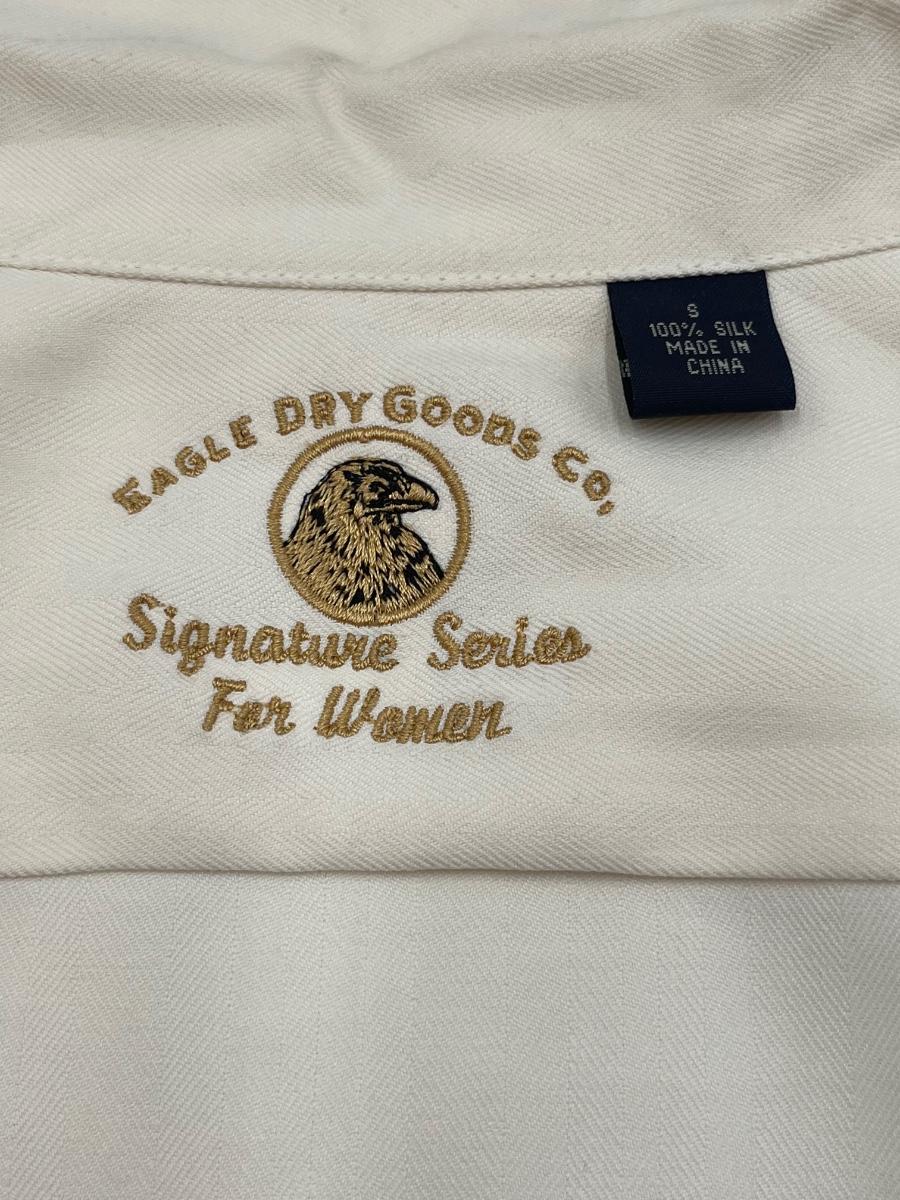 S
100% SILK
MADE IN
CHINA
EAGLE DRY GOODS CO.
Signature Series
For Women